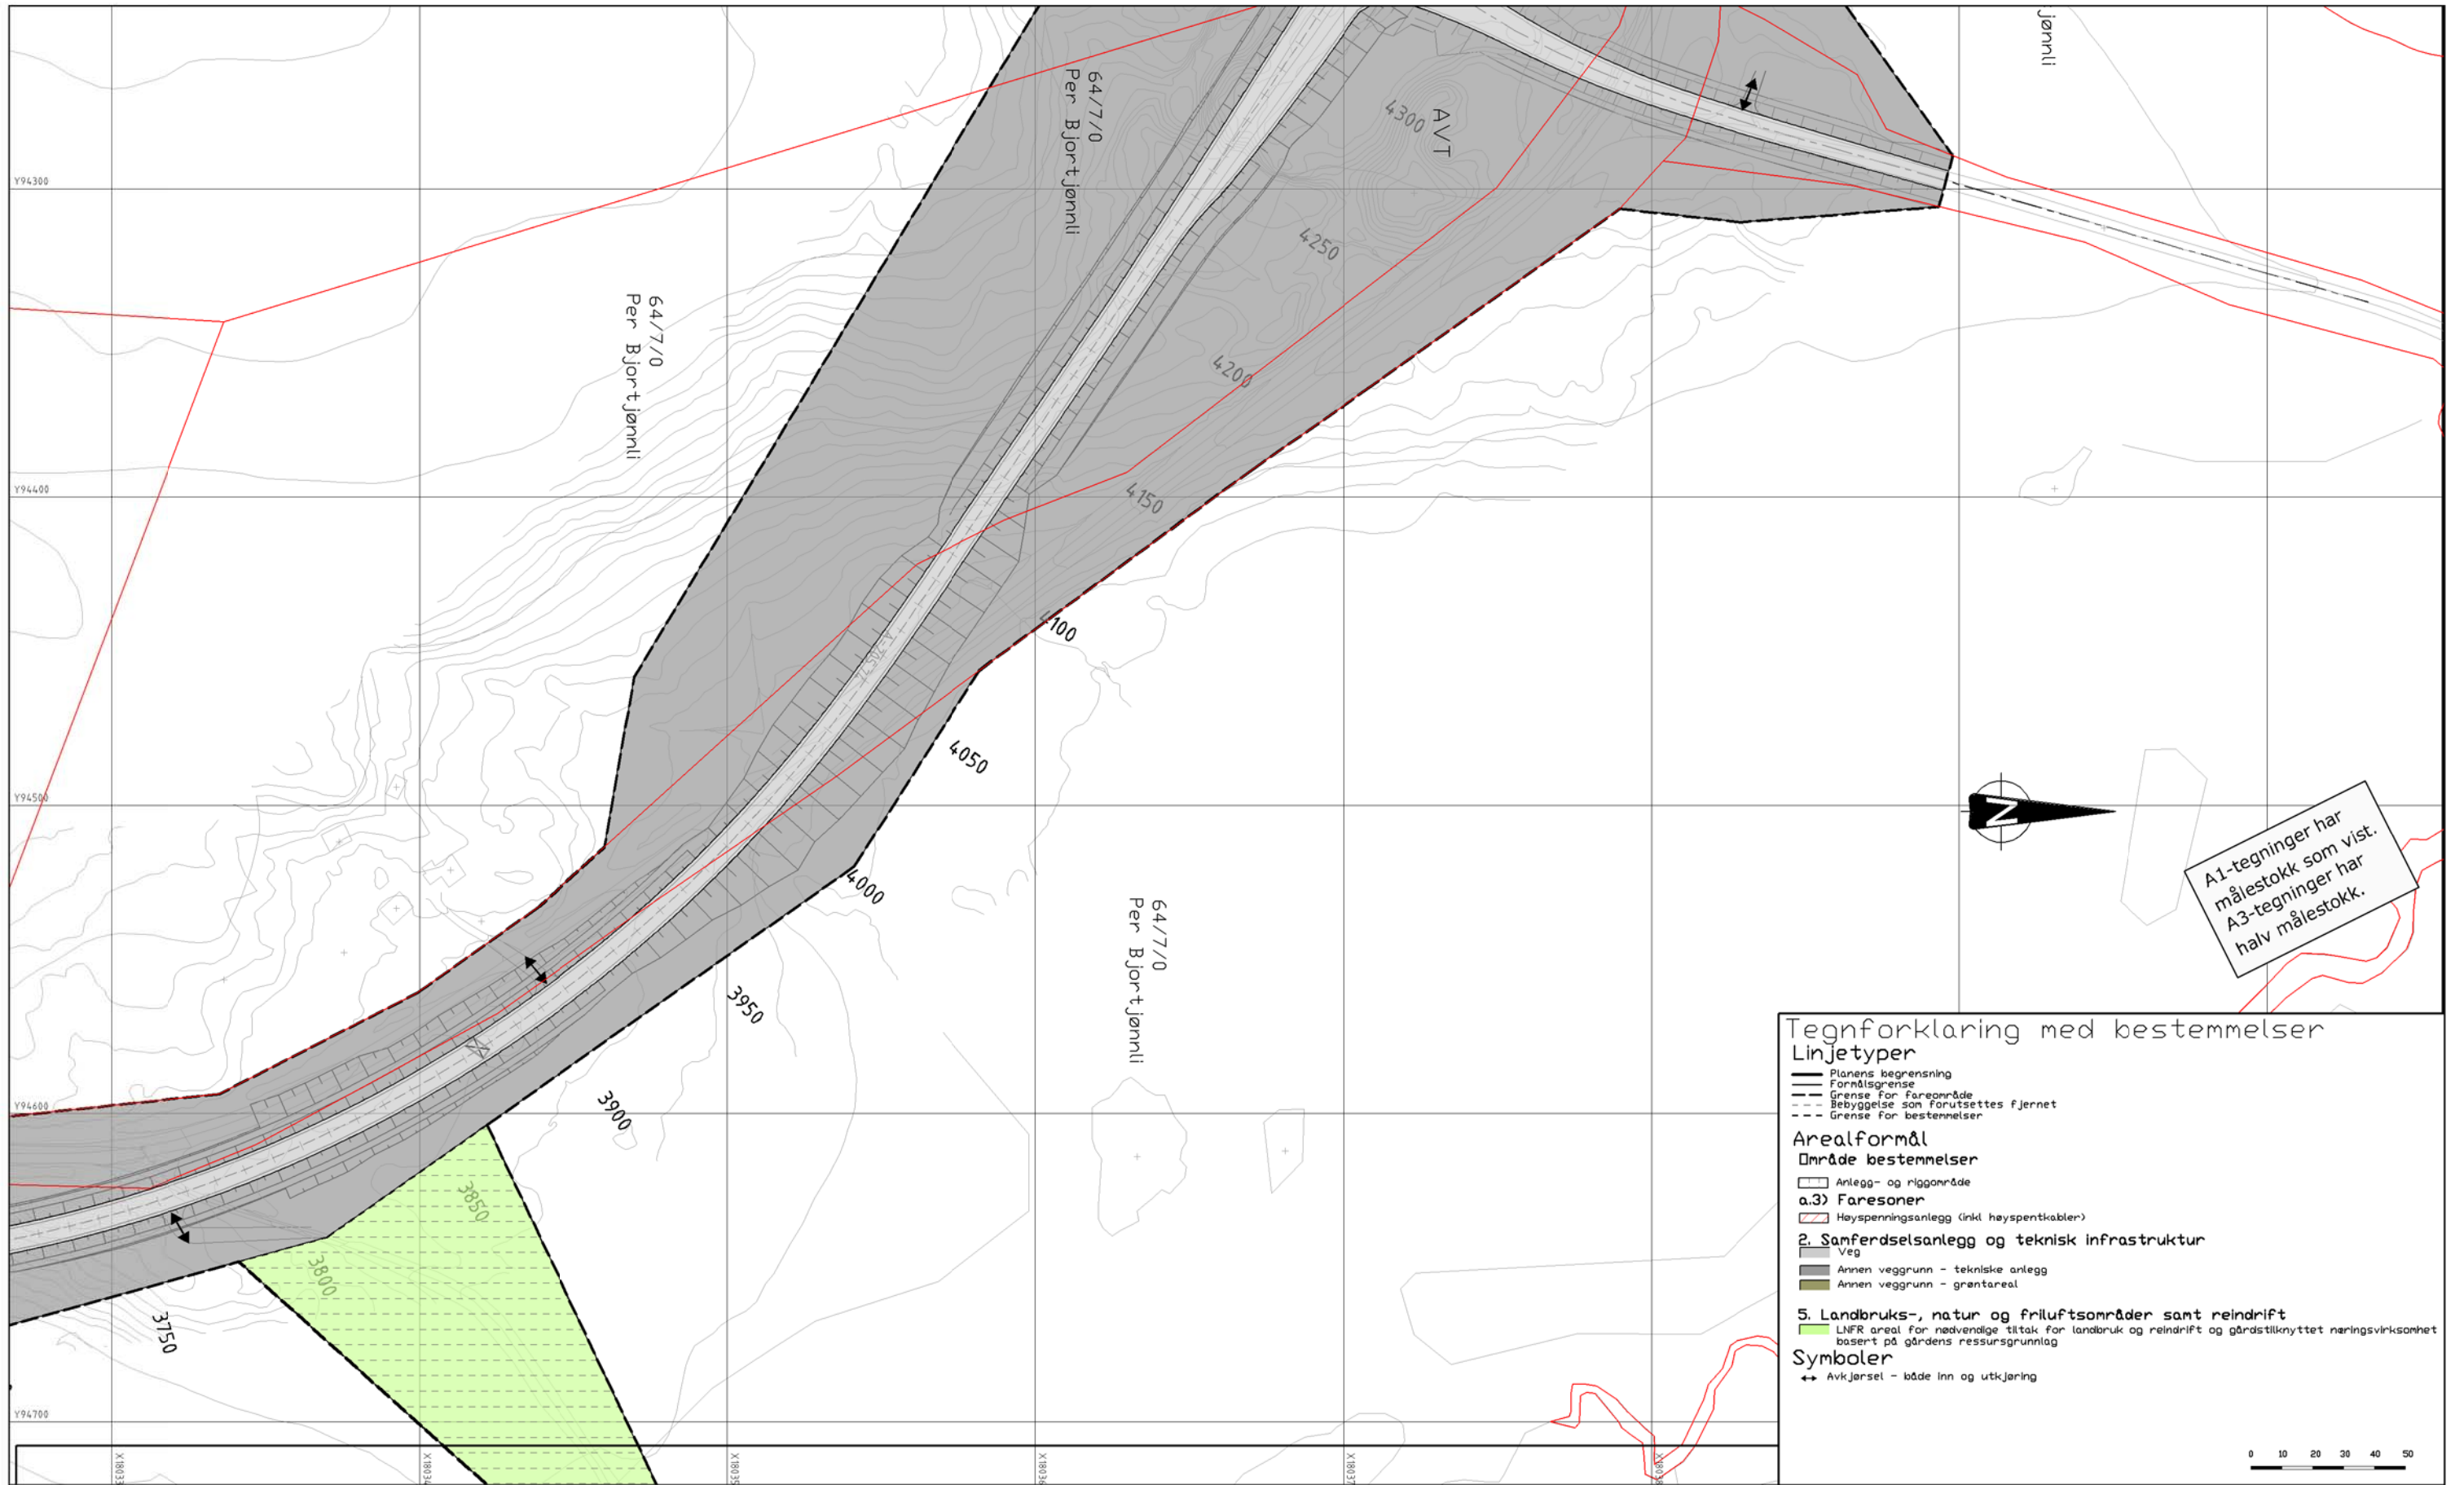 jønnli
64/7/0
Per Bjortjønnli
4300
AVT
Y94300
4250
64/7/0
Per Bjortjønnli
4200
Y94400
4150
4100
4050
Y94500
N
A1-tegninger har
målestokk som vist.
A3-tegninger har
halv målestokk.
4000
64/7/0
Per Bjortjønnli
3950
3900
Y94600
3850
3800
3750
Y94700
X18033
X18034
X18035
X18036
X18037
X18038
Tegnforklaring med bestemmelser
Linjetyper
Planens begrensning
Formålsgrense
Grense for fareområde
Bebyggelse som forutsettes fjernet
Grense for bestemmelser
Arealformål
Område bestemmelser
Anlegg- og riggområde
a.3) Faresoner
Høyspenningsanlegg (inkl høyspentkabler)
2. Samferdselsanlegg og teknisk infrastruktur
Veg
Annen veggrunn - tekniske anlegg
Annen veggrunn - grøntareal
5. Landbruks-, natur og friluftsområder samt reindrift
LNFR areal for nødvendige tiltak for landbruk og reindrift og gårdstilknyttet næringsvirksomhet
basert på gårdens ressursgrunnlag
Symboler
Avkjørsel - både inn og utkjøring
0 10 20 30 40 50